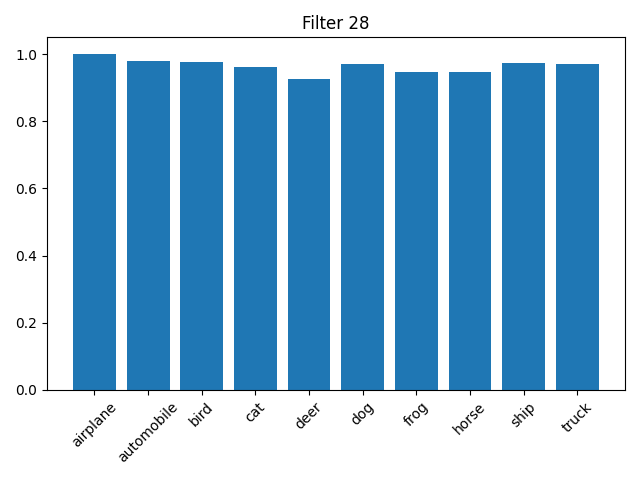 Filter 28
1.0
0.8
0.6
0.4
0.2
0.0
airplane
automobile
bird
cat
deer
dog
frog
horse
ship
truck